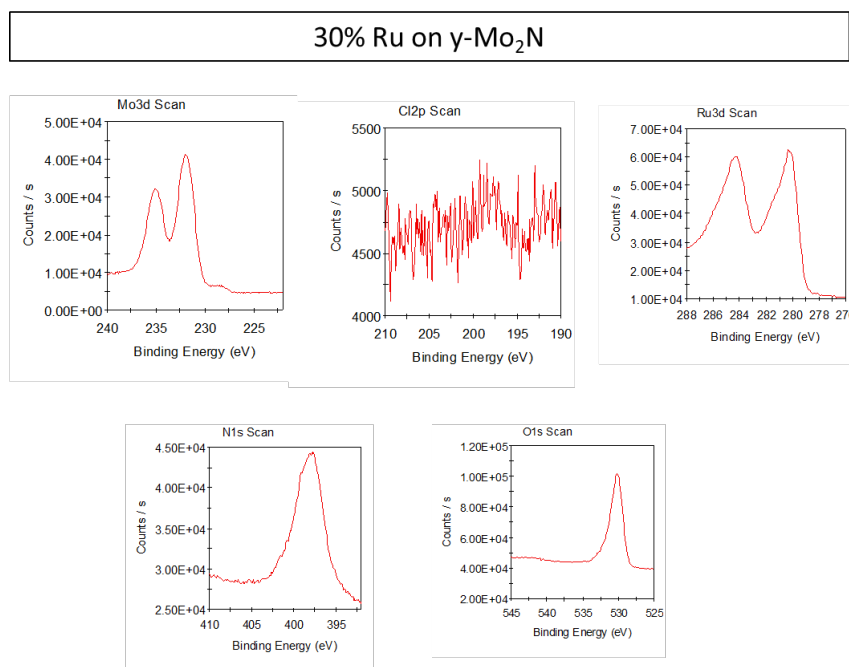 30% Ru on y-Mo₂N
Mo3d Scan
5.00E+04
4.00E+04
3.00E+04
2.00E+04
1.00E+04
0.00E+00
Counts / s
240 235 230 225
Binding Energy (eV)
Cl2p Scan
5500
5000
4500
4000
Counts / s
210 205 200 195 190
Binding Energy (eV)
Ru3d Scan
7.00E+04
6.00E+04
5.00E+04
4.00E+04
3.00E+04
2.00E+04
1.00E+04
Counts / s
288 286 284 282 280 278 276
Binding Energy (eV)
N1s Scan
4.50E+04
4.00E+04
3.50E+04
3.00E+04
2.50E+04
Counts / s
410 405 400 395
Binding Energy (eV)
O1s Scan
1.20E+05
1.00E+05
8.00E+04
6.00E+04
4.00E+04
2.00E+04
Counts / s
545 540 535 530 525
Binding Energy (eV)